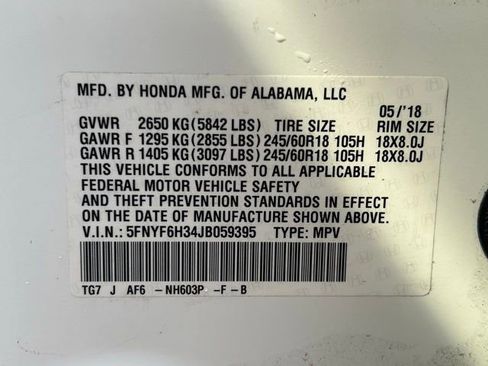 MFD. BY HONDA MFG. OF ALABAMA, LLC
05/'18
GVWR 2650 KG(5842 LBS) TIRE SIZE RIM SIZE
GAWR F 1295 KG(2855 LBS)245/60R18 105H 18X8.0J
GAWR R 1405 KG(3097 LBS)245/60R18 105H 18X8.0J
THIS VEHICLE CONFORMS TO ALL APPLICABLE
FEDERAL MOTOR VEHICLE SAFETY
AND THEFT PREVENTION STANDARDS IN EFFECT
ON THE DATE OF MANUFACTURE SHOWN ABOVE.
V.I.N.: 5FNYF6H34JB059395 TYPE: MPV
TG7 J AF6 -NH603P -F-B